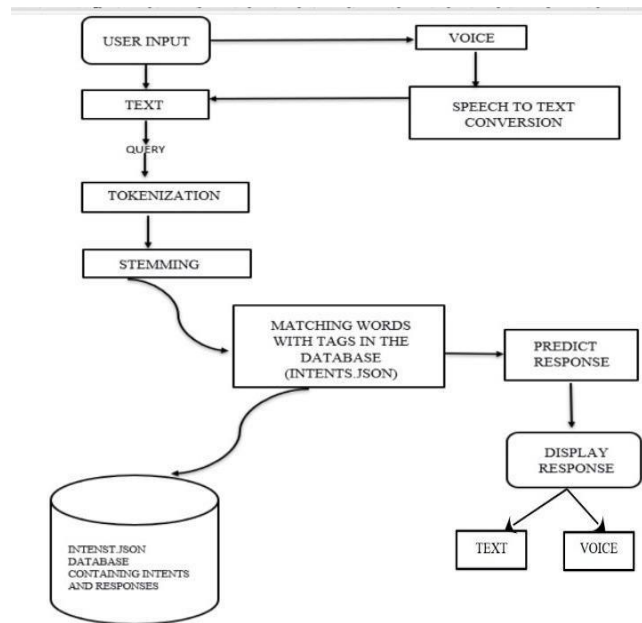 USER INPUT
VOICE
TEXT
SPEECH TO TEXT
CONVERSION
QUERY
TOKENIZATION
STEMMING
MATCHING WORDS
WITH TAGS IN THE
DATABASE
(INTENTS.JSON)
PREDICT
RESPONSE
DISPLAY
RESPONSE
TEXT
VOICE
INTENST.JSON
DATABASE
CONTAINING INTENTS
AND RESPONSES